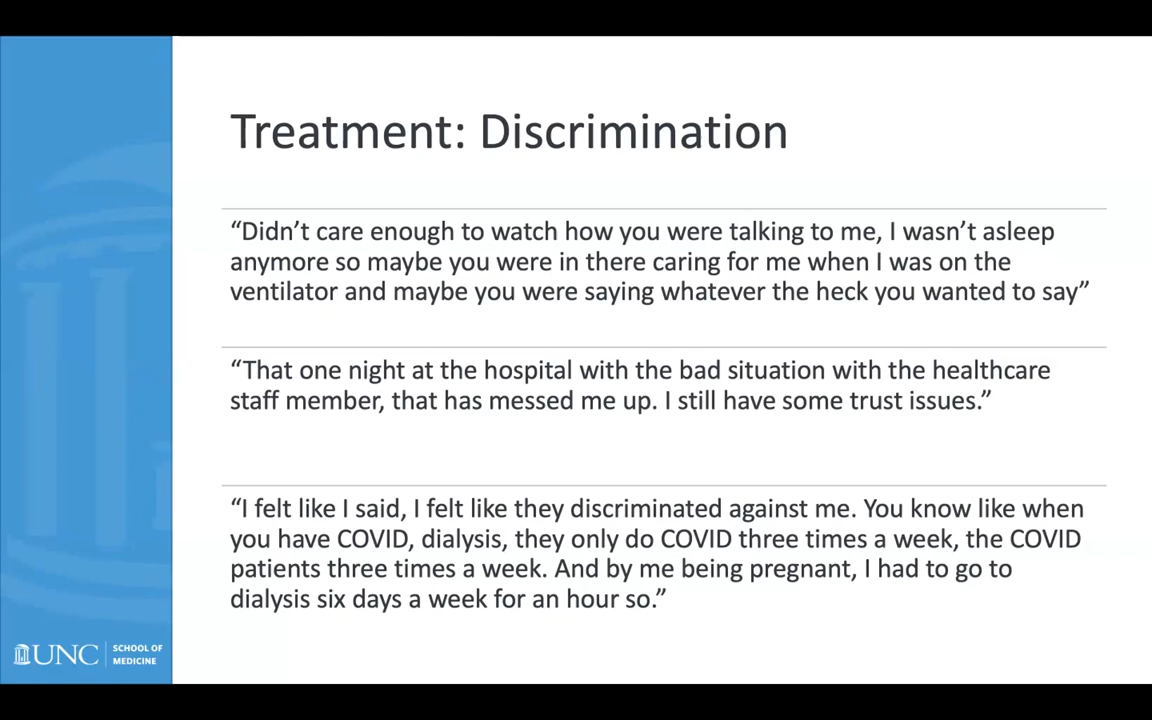 Treatment: Discrimination
“Didn’t care enough to watch how you were talking to me, I wasn’t asleep
anymore so maybe you were in there caring for me when I was on the
ventilator and maybe you were saying whatever the heck you wanted to say”
“That one night at the hospital with the bad situation with the healthcare
staff member, that has messed me up. I still have some trust issues.”
“I felt like I said, I felt like they discriminated against me. You know like when
you have COVID, dialysis, they only do COVID three times a week, the COVID
patients three times a week. And by me being pregnant, I had to go to
dialysis six days a week for an hour so.”
UNC
SCHOOL OF
MEDICINE